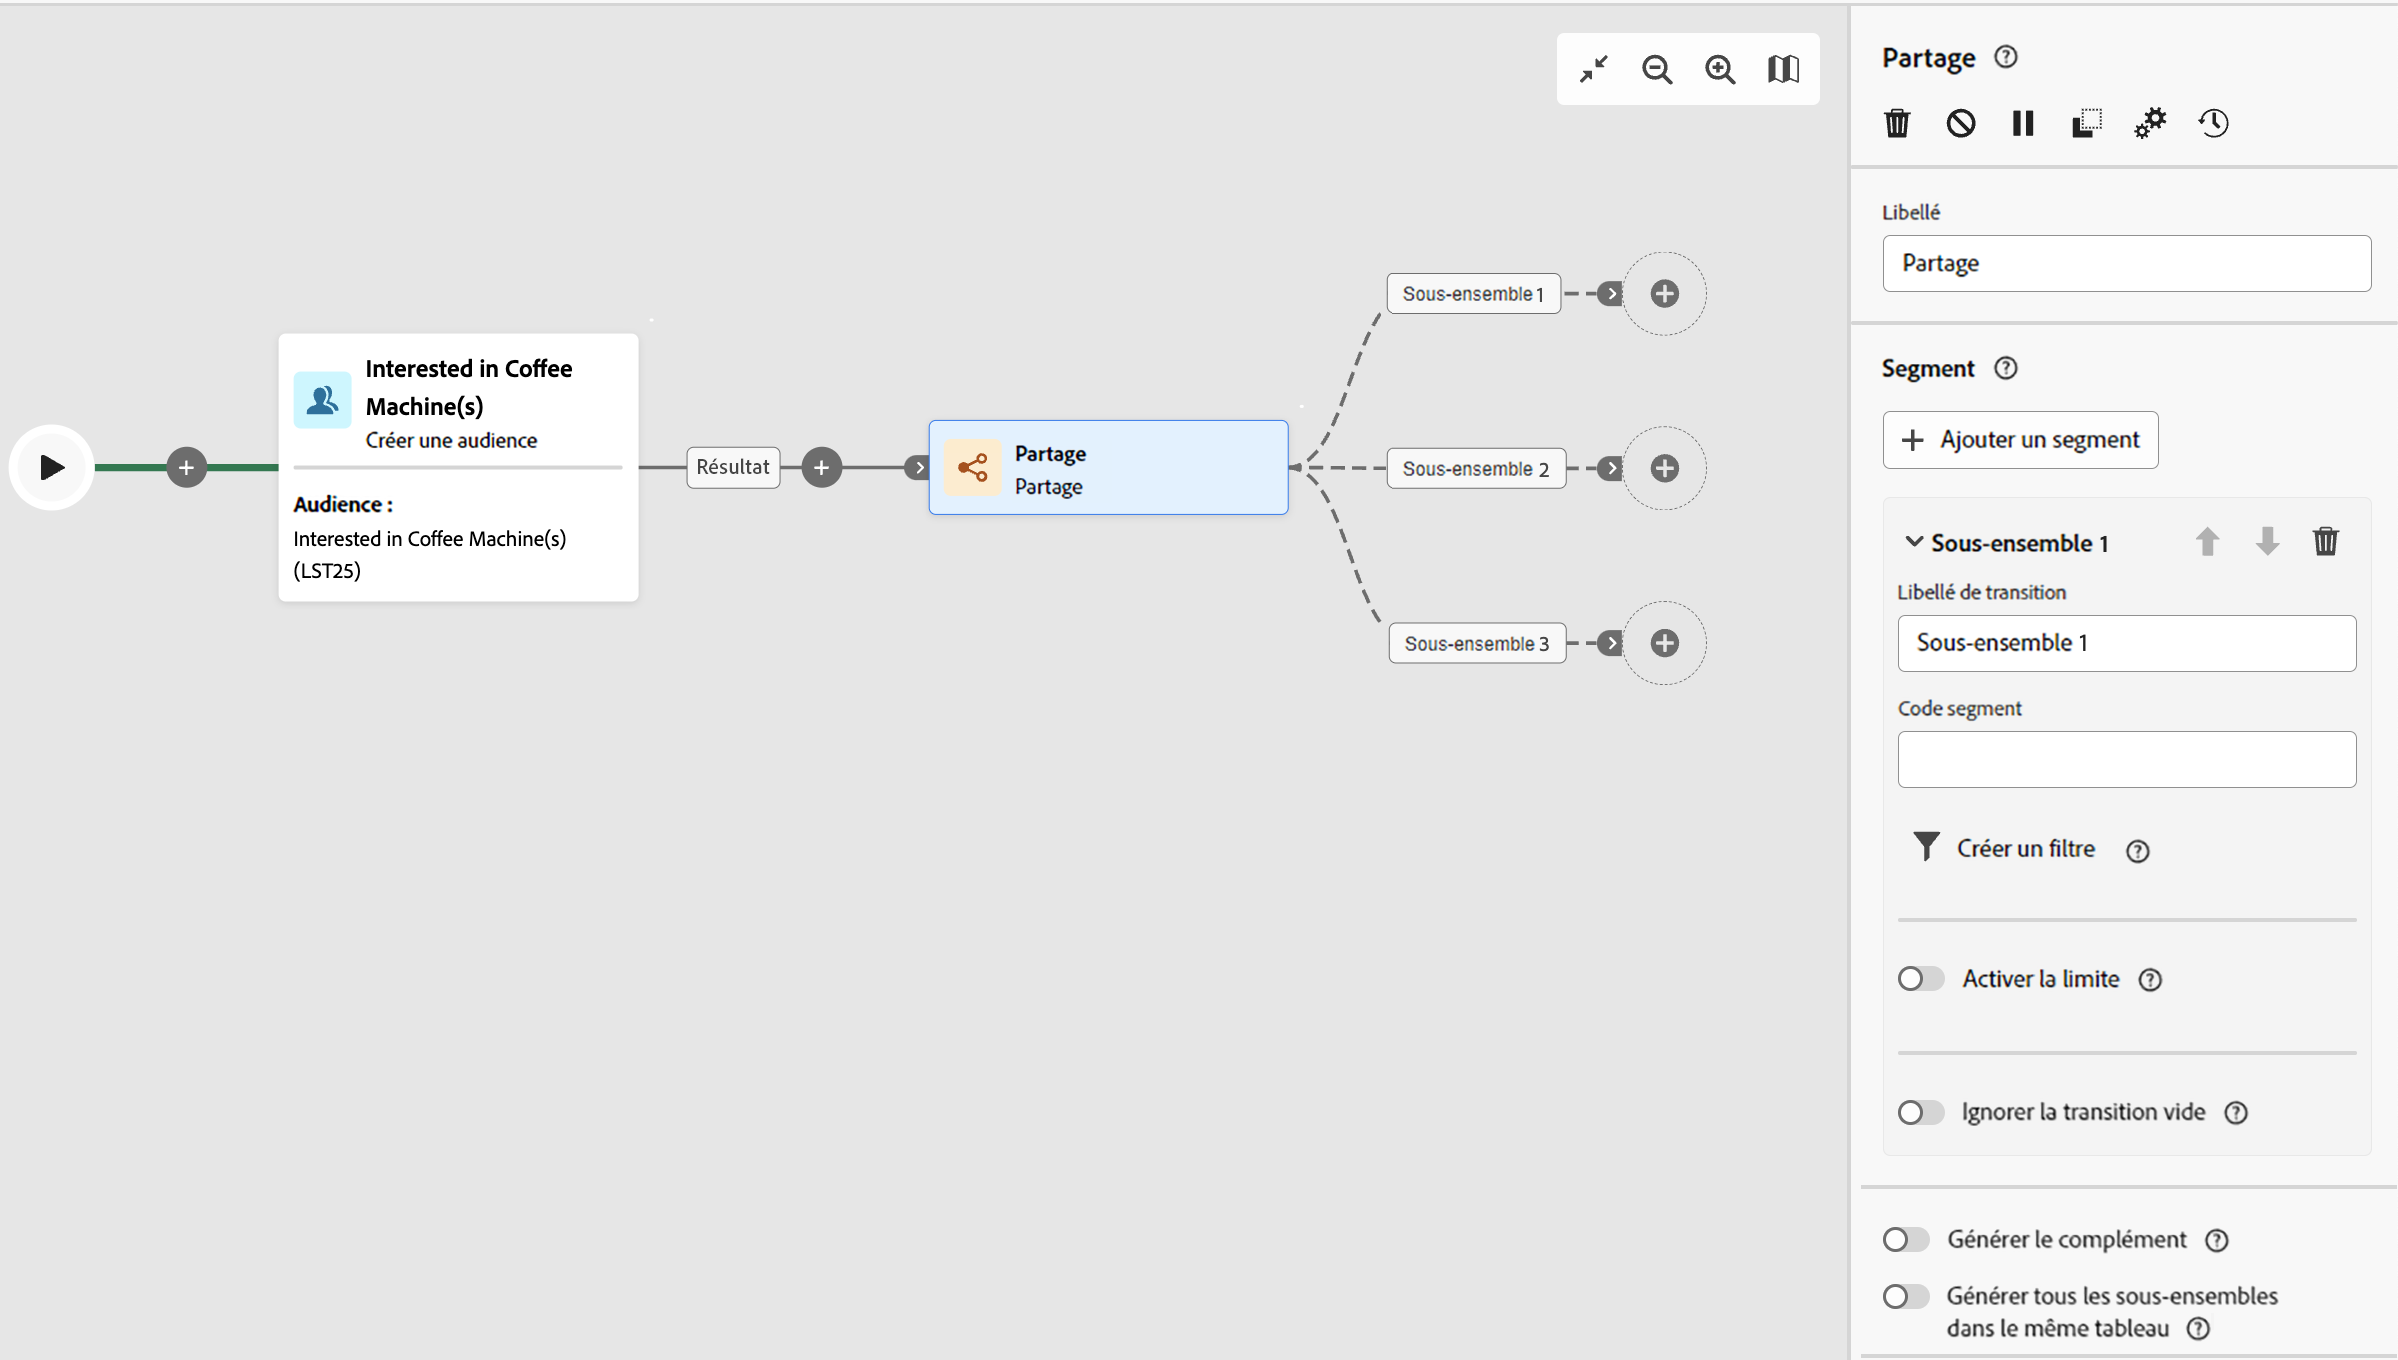 Interested in Coffee
Machine(s)
Créer une audience
Audience :
Interested in Coffee Machine(s)
(LST25)
Résultat
Partage
Partage
Sous-ensemble 1
Sous-ensemble 2
Sous-ensemble 3
Partage
Libellé
Partage
Segment
Ajouter un segment
Sous-ensemble 1
Libellé de transition
Sous-ensemble 1
Code segment
Créer un filtre
Activer la limite
Ignorer la transition vide
Générer le complément
Générer tous les sous-ensembles
dans le même tableau